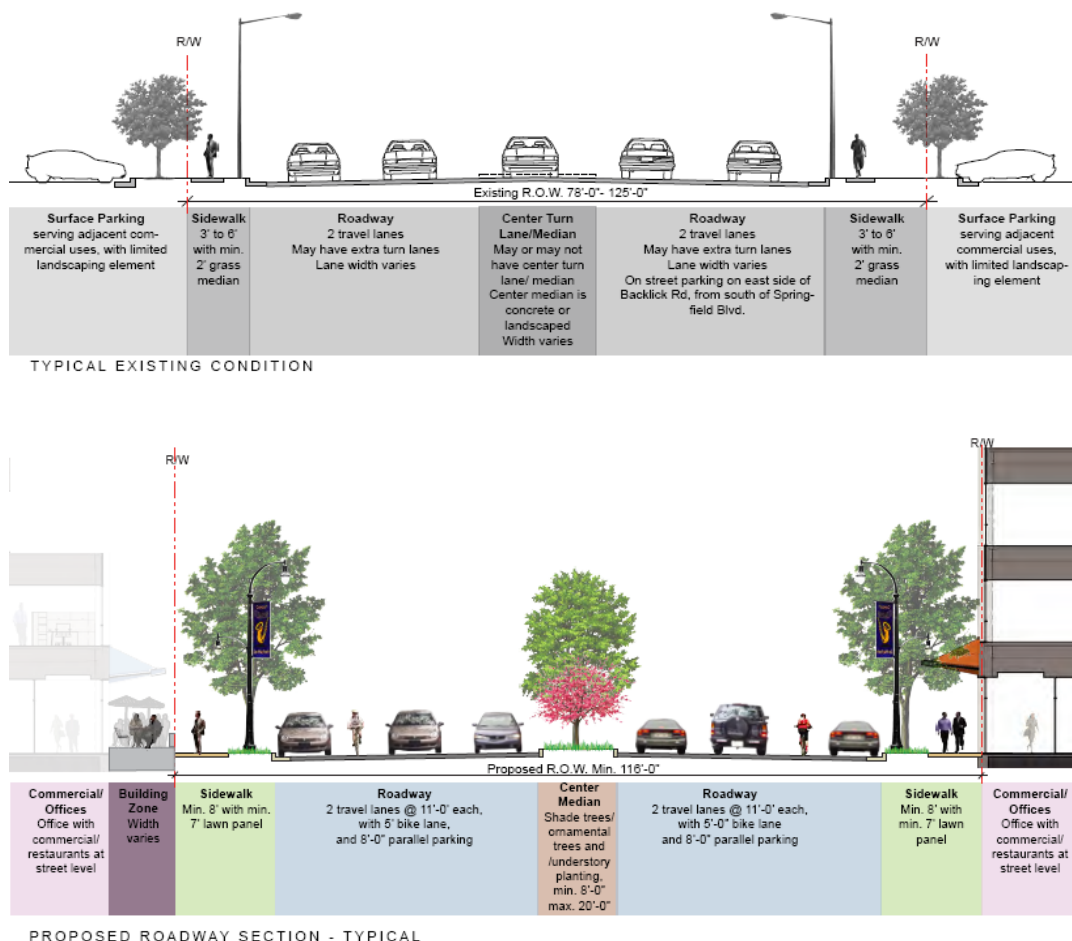 R/W
R/W
Existing R.O.W. 78'-0"- 125'-0"
Surface Parking
serving adjacent com-
mercial uses, with limited
landscaping element
Sidewalk
3' to 6'
with min.
2' grass
median
Roadway
2 travel lanes
May have extra turn lanes
Lane width varies
Center Turn
Lane/Median
May or may not
have center turn
lane/ median
Center median is
concrete or
landscaped
Width varies
Roadway
2 travel lanes
May have extra turn lanes
Lane width varies
On street parking on east side of
Backlick Rd, from south of Spring-
field Blvd.
Sidewalk
3' to 6'
with min.
2' grass
median
Surface Parking
serving adjacent
commercial uses,
with limited landscap-
ing element
TYPICAL EXISTING CONDITION
R/W
R/W
Proposed R.O.W. Min. 116'-0"
Commercial/
Offices
Office with
commercial/
restaurants at
street level
Building
Zone
Width
varies
Sidewalk
Min. 8' with min.
7' lawn panel
Roadway
2 travel lanes @ 11'-0' each,
with 5' bike lane,
and 8'-0" parallel parking
Center
Median
Shade trees/
ornamental
trees and
/understory
planting,
min. 8'-0"
max. 20'-0"
Roadway
2 travel lanes @ 11'-0' each,
with 5'-0" bike lane
and 8'-0" parallel parking
Sidewalk
Min. 8' with
min. 7' lawn
panel
Commercial/
Offices
Office with
commercial/
restaurants at
street level
PROPOSED ROADWAY SECTION - TYPICAL